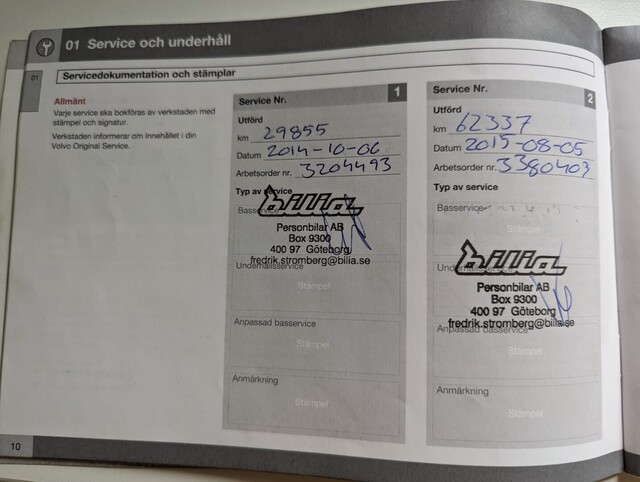 01 Service och underhåll
01
Servicedokumentation och stämplar
Allmänt
Varje service ska bokföras av verkstaden med
stämpel och signatur.
Verkstaden informerar om innehållet i din
Volvo Original Service.
Service Nr. 1
Utförd
km 29855
Datum 2014-10-06
Arbetsorder nr. 3204493
Typ av service
Basservice
bilia
Personbilar AB
Box 9300
400 97 Göteborg
fredrik.stromberg@bilia.se
Underhållsservice
Stämpel
Anpassad basservice
Stämpel
Anmärkning
Stämpel
Service Nr. 2
Utförd
km 62337
Datum 2015-08-05
Arbetsorder nr. 3380403
Typ av service
Basservice
Stämpel
bilia
Personbilar AB
Box 9300
400 97 Göteborg
fredrik.stromberg@bilia.se
Anpassad basservice
Stämpel
Anmärkning
Stämpel
10